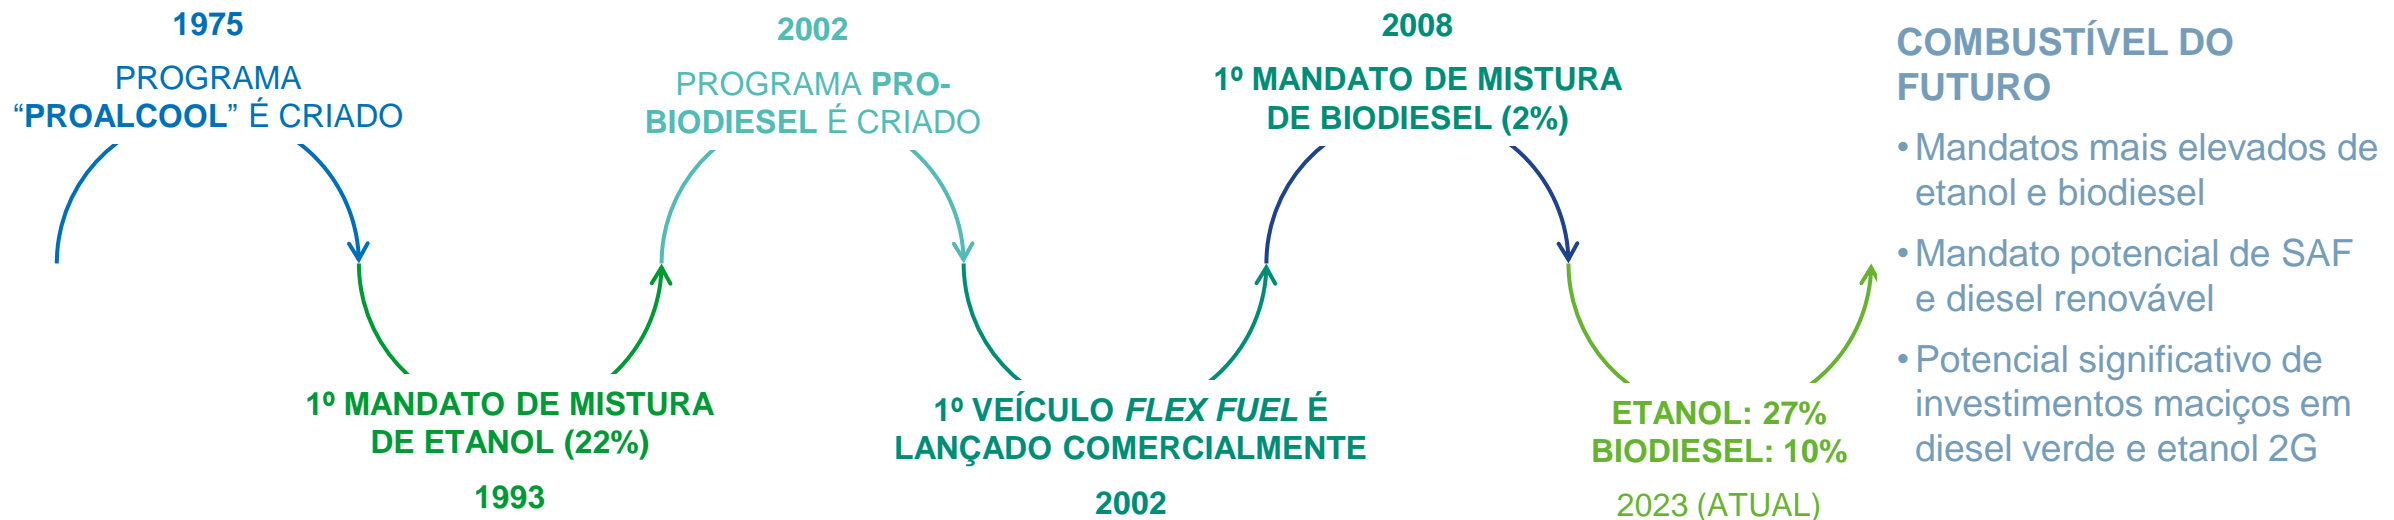 1975
PROGRAMA
“PROALCOOL” É CRIADO
1º MANDATO DE MISTURA
DE ETANOL (22%)
1993
2002
PROGRAMA PRO-
BIODIESEL É CRIADO
1º VEÍCULO FLEX FUEL É
LANÇADO COMERCIALMENTE
2002
2008
1º MANDATO DE MISTURA
DE BIODIESEL (2%)
ETANOL: 27%
BIODIESEL: 10%
2023 (ATUAL)
COMBUSTÍVEL DO
FUTURO
•Mandatos mais elevados de
etanol e biodiesel
•Mandato potencial de SAF
e diesel renovável
•Potencial significativo de
investimentos maciços em
diesel verde e etanol 2G